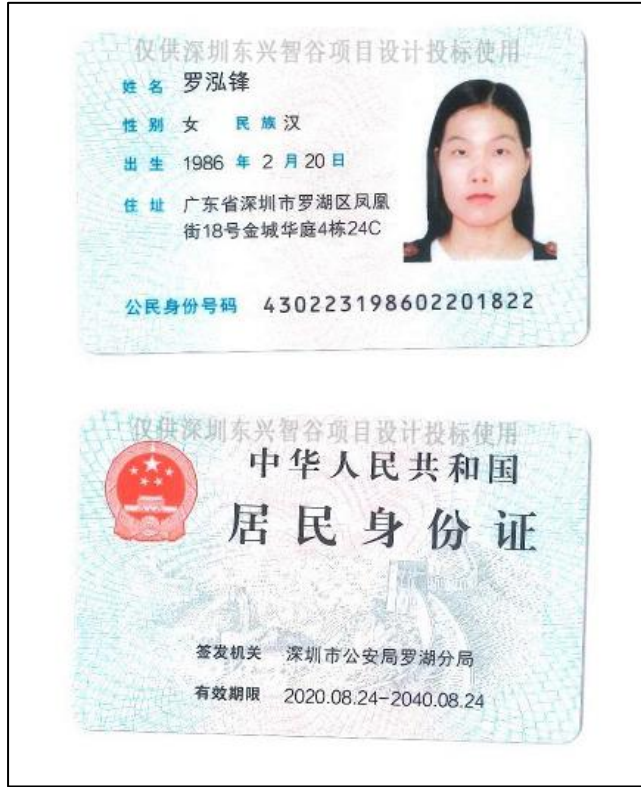 仅供深圳东兴智谷项目设计投标使用
姓名 罗泓锋
性别 女 民族 汉
出生 1986 年 2 月 20 日
住址 广东省深圳市罗湖区凤凰
街18号金城华庭4栋24C
公民身份号码 430223198602201822
仅供深圳东兴智谷项目设计投标使用
中华人民共和国
居民身份证
签发机关 深圳市公安局罗湖分局
有效期限 2020.08.24-2040.08.24